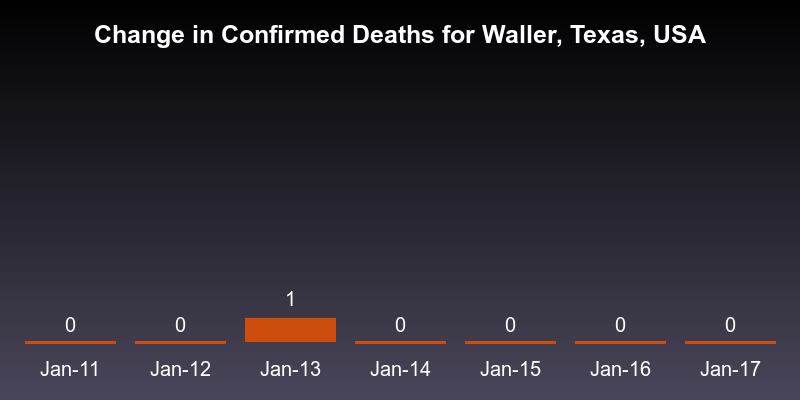 Change in Confirmed Deaths for Waller, Texas, USA
1
0 0 0 0 0 0
Jan-11 Jan-12 Jan-13 Jan-14 Jan-15 Jan-16 Jan-17